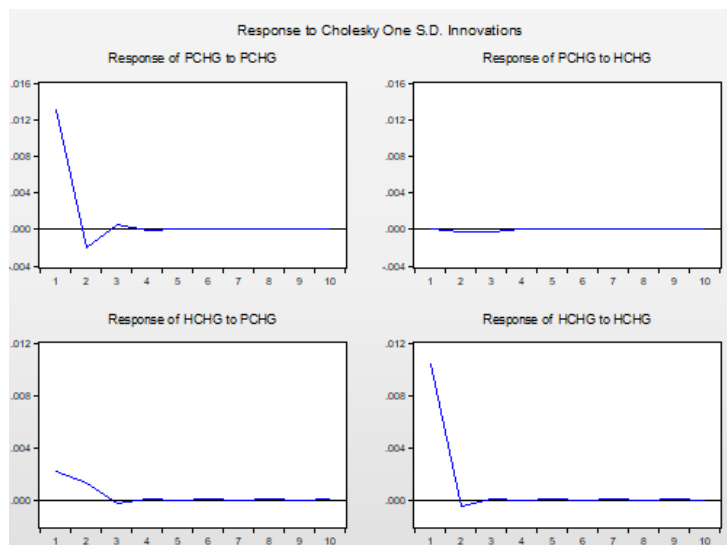 Response to Cholesky One S.D. Innovations
Response of PCHG to PCHG
.016
.012
.008
.004
.000
-.004
1 2 3 4 5 6 7 8 9 10
Response of PCHG to HCHG
.016
.012
.008
.004
.000
-.004
1 2 3 4 5 6 7 8 9 10
Response of HCHG to PCHG
.012
.008
.004
.000
1 2 3 4 5 6 7 8 9 10
Response of HCHG to HCHG
.012
.008
.004
.000
1 2 3 4 5 6 7 8 9 10